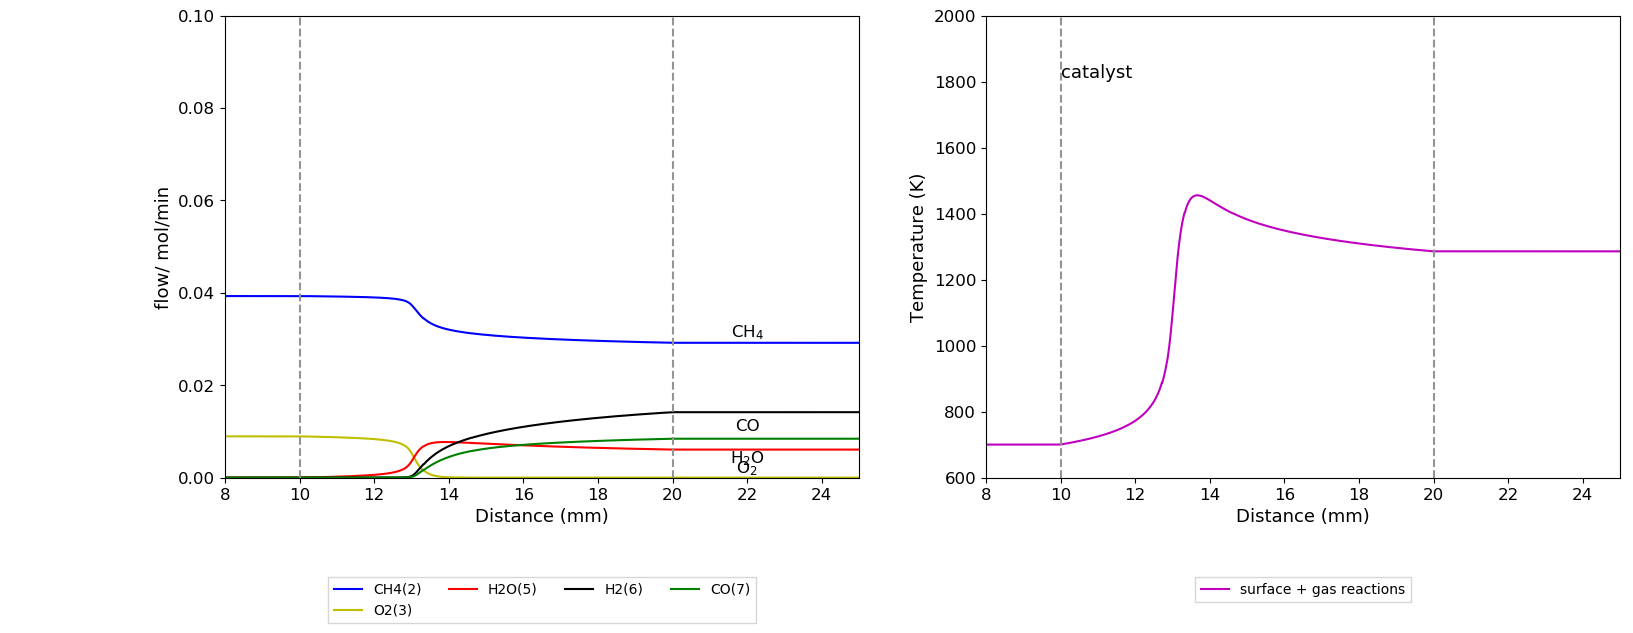 flow/ mol/min
0.10
0.08
0.06
0.04
0.02
0.00
CH₄
CO
H₂O
O₂
8 10 12 14 16 18 20 22 24
Distance (mm)
CH4(2) H2O(5) H2(6) CO(7)
O2(3)
Temperature (K)
2000
1800
1600
1400
1200
1000
800
600
catalyst
8 10 12 14 16 18 20 22 24
Distance (mm)
surface + gas reactions